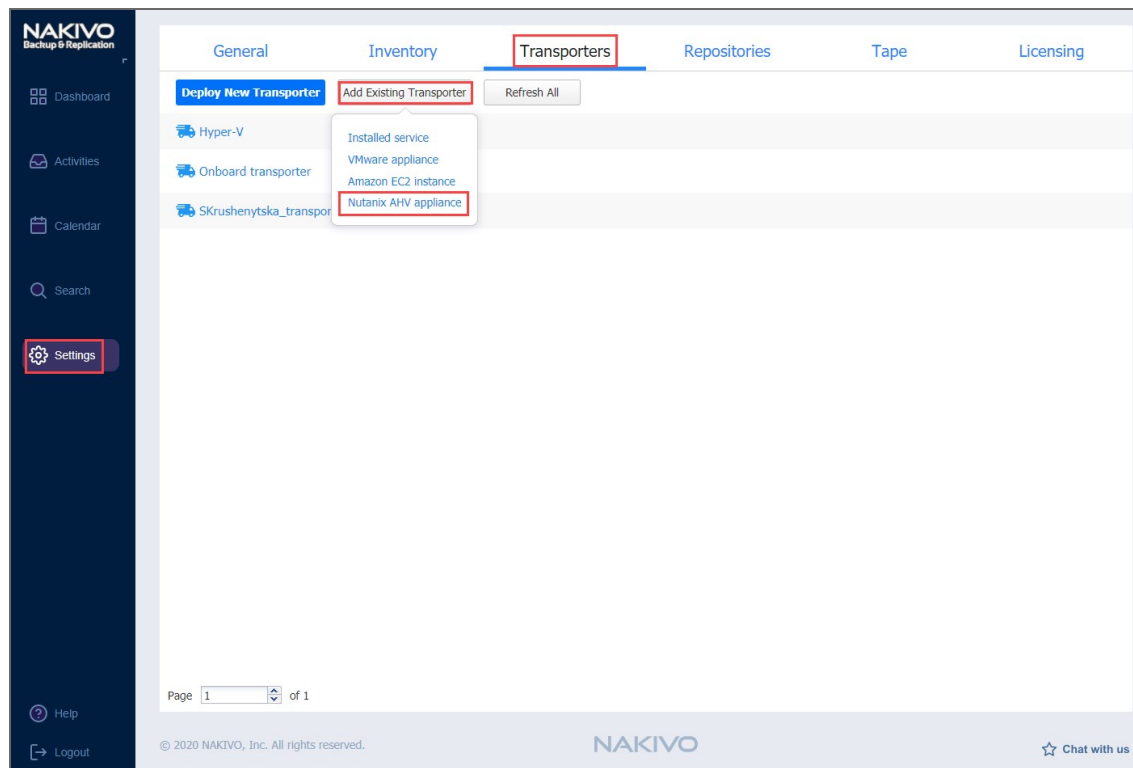 NAKIVO
Backup & Replication
Dashboard
Activities
Calendar
Search
Settings
Help
Logout
General
Inventory
Transporters
Repositories
Tape
Licensing
Deploy New Transporter
Add Existing Transporter
Refresh All
Hyper-V
Onboard transporter
SKrushenytska_transpor
Installed service
VMware appliance
Amazon EC2 instance
Nutanix AHV appliance
Page 1 of 1
© 2020 NAKIVO, Inc. All rights reserved.
NAKIVO
Chat with us